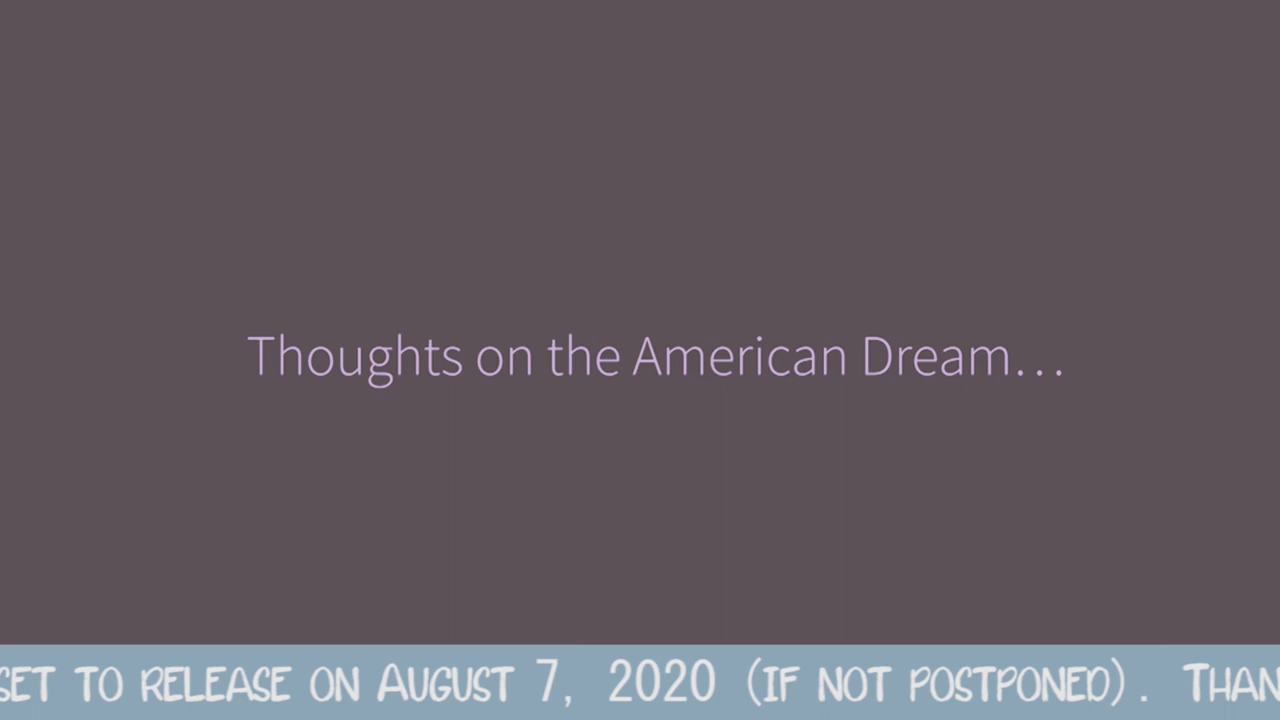 Thoughts on the American Dream…
SET TO RELEASE ON AUGUST 7, 2020 (IF NOT POSTPONED). THAN